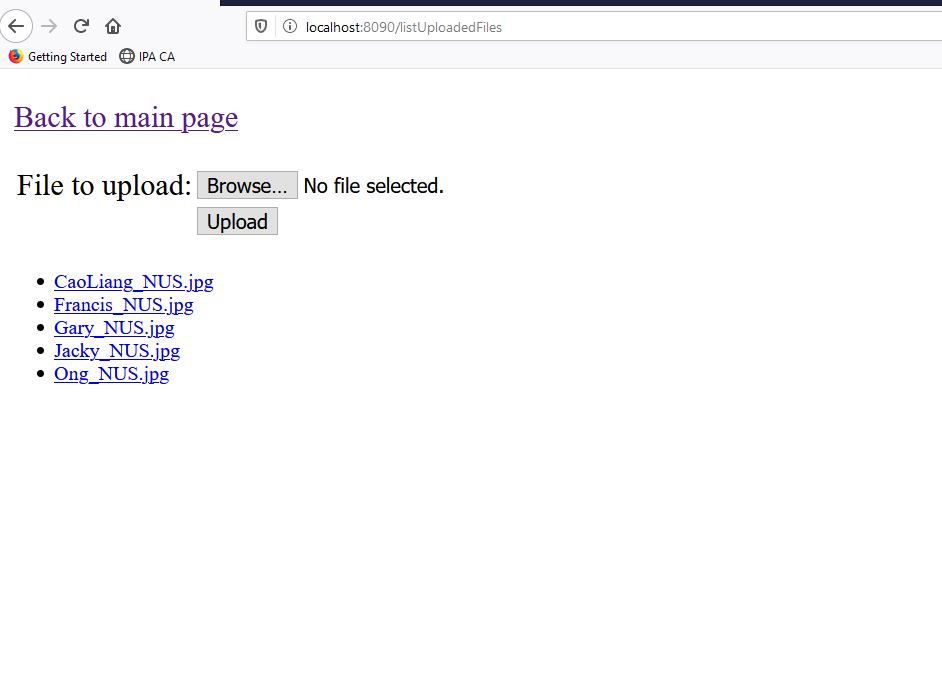 localhost:8090/listUploadedFiles
Getting Started IPA CA
Back to main page
File to upload: Browse... No file selected.
Upload
CaoLiang_NUS.jpg
Francis_NUS.jpg
Gary_NUS.jpg
Jacky_NUS.jpg
Ong_NUS.jpg